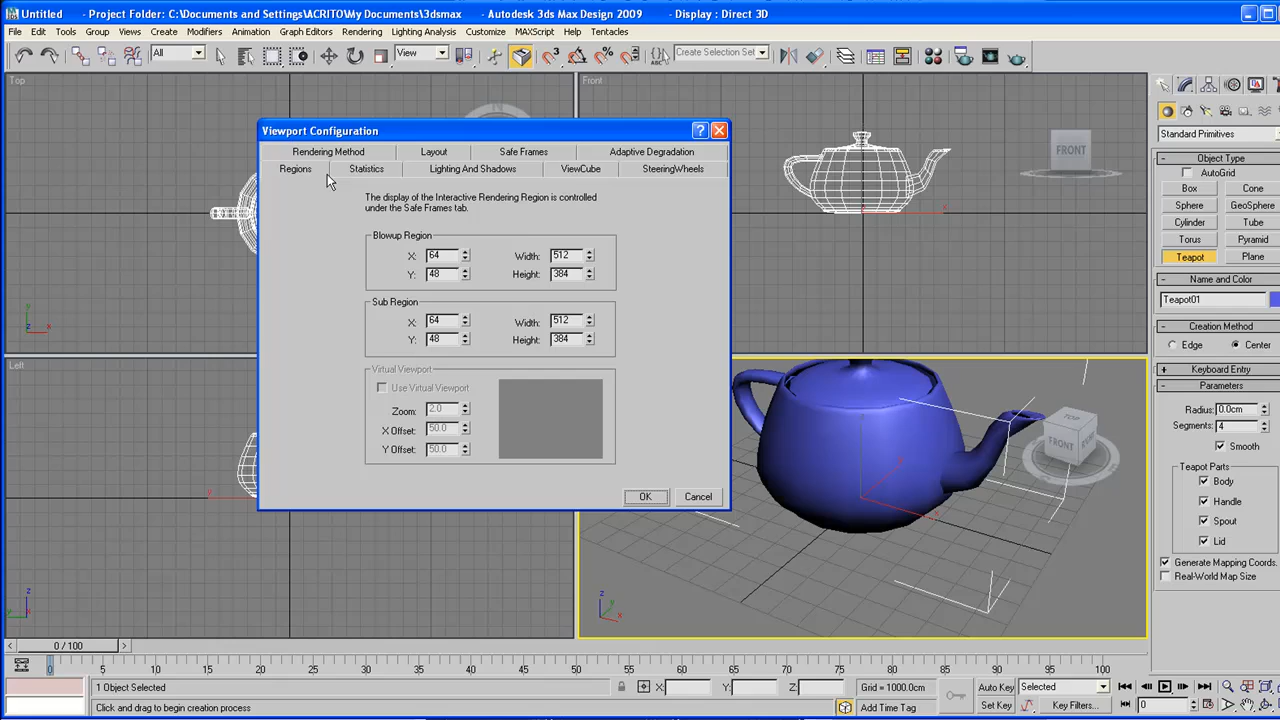 Untitled - Project Folder: C:\Documents and Settings\ACRITO\My Documents\3dsmax - Autodesk 3ds Max Design 2009 - Display : Direct 3D
File Edit Tools Group Views Create Modifiers Animation Graph Editors Rendering Lighting Analysis Customize MAXScript Help Tentacles
All View Create Selection Set
Top
Front
FRONT
Viewport Configuration
Rendering Method Layout Safe Frames Adaptive Degradation
Regions Statistics Lighting And Shadows ViewCube SteeringWheels
The display of the Interactive Rendering Region is controlled
under the Safe Frames tab.
Blowup Region
X: 64 Width: 512
Y: 48 Height: 384
Sub Region
X: 64 Width: 512
Y: 48 Height: 384
Virtual Viewport
Use Virtual Viewport
Zoom: 2.0
X Offset: 50.0
Y Offset: 50.0
OK Cancel
Left
TOP
FRONT
Standard Primitives
Object Type
AutoGrid
Box Cone
Sphere GeoSphere
Cylinder Tube
Torus Pyramid
Teapot Plane
Name and Color
Teapot01
Creation Method
Edge Center
Keyboard Entry
Parameters
Radius: 0.0cm
Segments: 4
Smooth
Teapot Parts
Body
Handle
Spout
Lid
Generate Mapping Coords.
Real-World Map Size
0 / 100
0 5 10 15 20 25 30 35 40 45 50 55 60 65 70 75 80 85 90 95 100
1 Object Selected X: Y: Z: Grid = 1000.0cm Auto Key Selected
Click and drag to begin creation process Add Time Tag Set Key Key Filters... 0